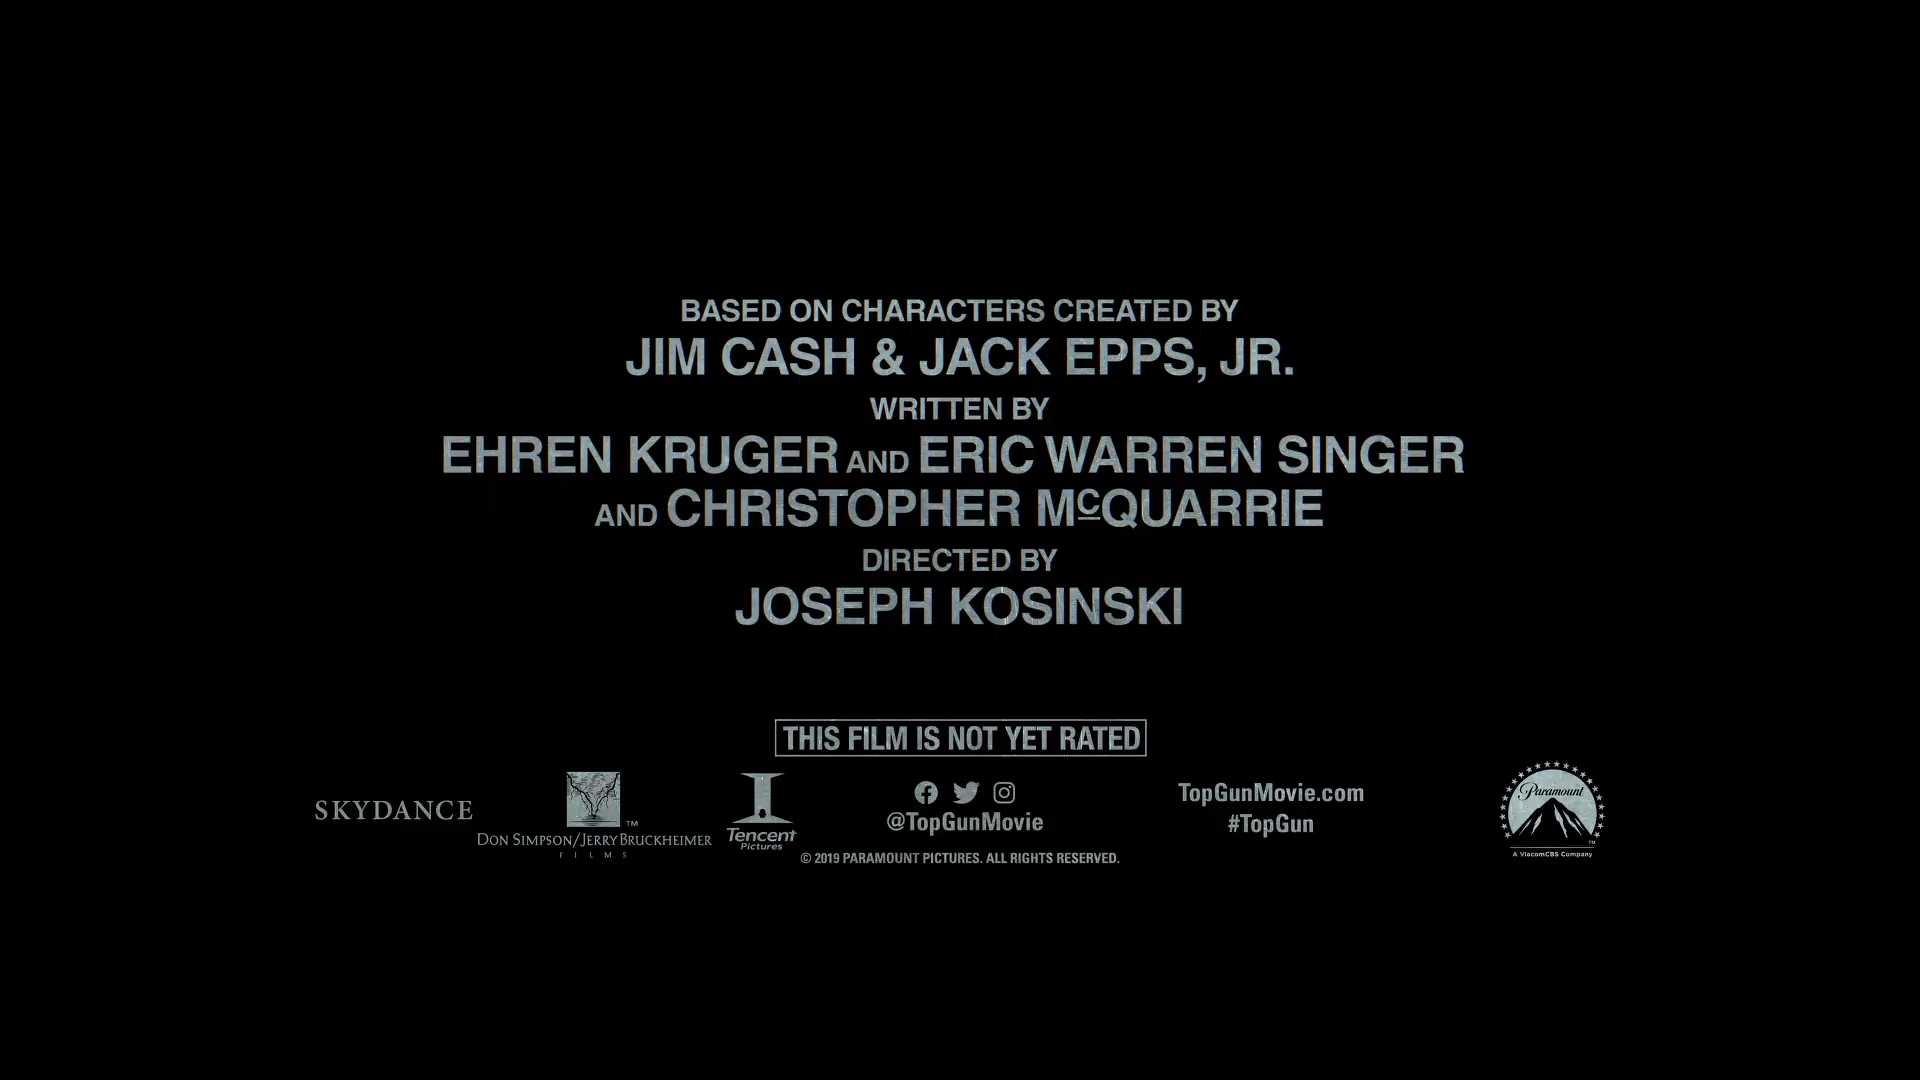 BASED ON CHARACTERS CREATED BY
JIM CASH & JACK EPPS, JR.
WRITTEN BY
EHREN KRUGER AND ERIC WARREN SINGER
AND CHRISTOPHER McQUARRIE
DIRECTED BY
JOSEPH KOSINSKI
THIS FILM IS NOT YET RATED
SKYDANCE
DON SIMPSON/JERRY BRUCKHEIMER™
FILMS
Tencent
Pictures
@TopGunMovie
© 2019 PARAMOUNT PICTURES. ALL RIGHTS RESERVED.
TopGunMovie.com
#TopGun
Paramount
™
A ViacomCBS Company